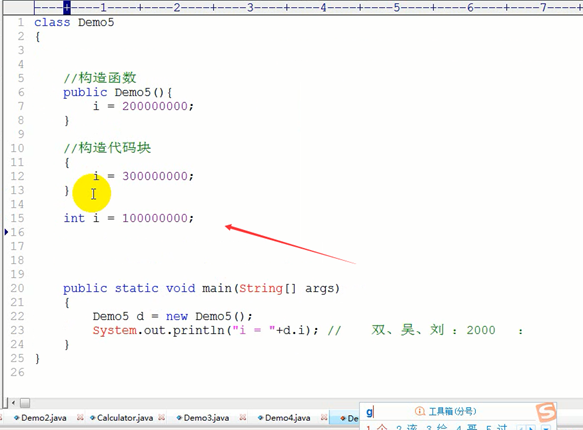 ----+----1----+----2----+----3----+----4----+----5----+----6----+----7--
1 class Demo5
2 {
3
4
5 //构造函数
6 public Demo5(){
7 i = 200000000;
8 }
9
10 //构造代码块
11 {
12 i = 300000000;
13 }
14
15 int i = 100000000;
16
17
18
19
20 public static void main(String[] args)
21 {
22 Demo5 d = new Demo5();
23 System.out.println("i = "+d.i); // 双、吴、刘 : 2000 :
24 }
25 }
26
Demo2.java Calculator.java Demo3.java Demo4.java De
g 工具箱(分号)
1 个 2 该 3 给 4 哥 5 过